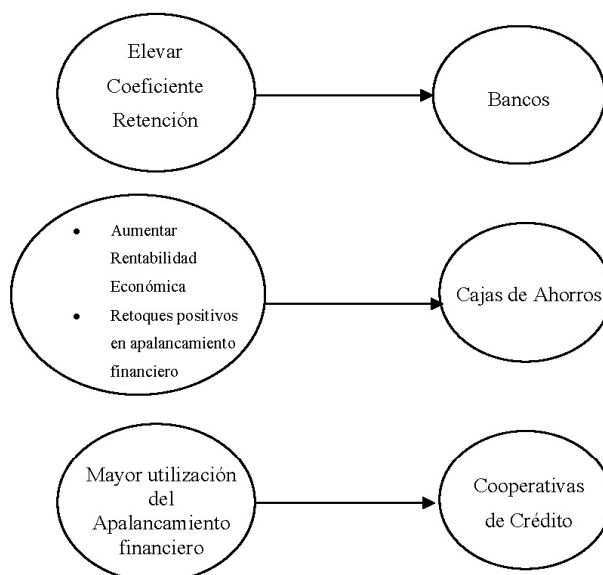 Elevar
Coeficiente
Retención
Bancos
• Aumentar
Rentabilidad
Económica
• Retoques positivos
en apalancamiento
financiero
Cajas de Ahorros
Mayor utilización
del
Apalancamiento
financiero
Cooperativas
de Crédito